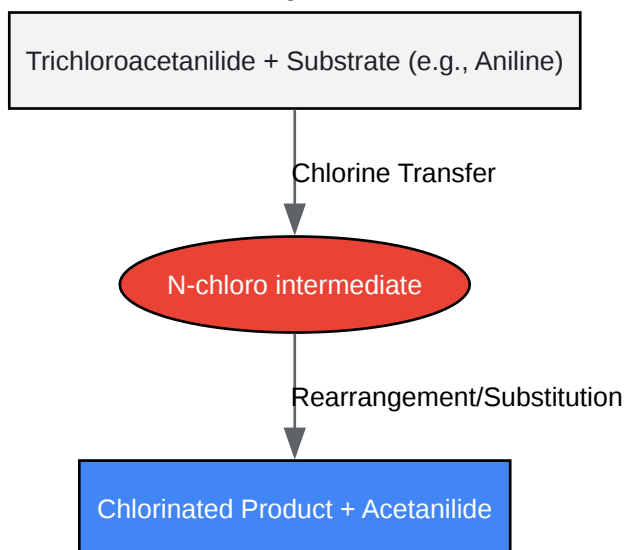 Trichloroacetanilide + Substrate (e.g., Aniline)
Chlorine Transfer
N-chloro intermediate
Rearrangement/Substitution
Chlorinated Product + Acetanilide